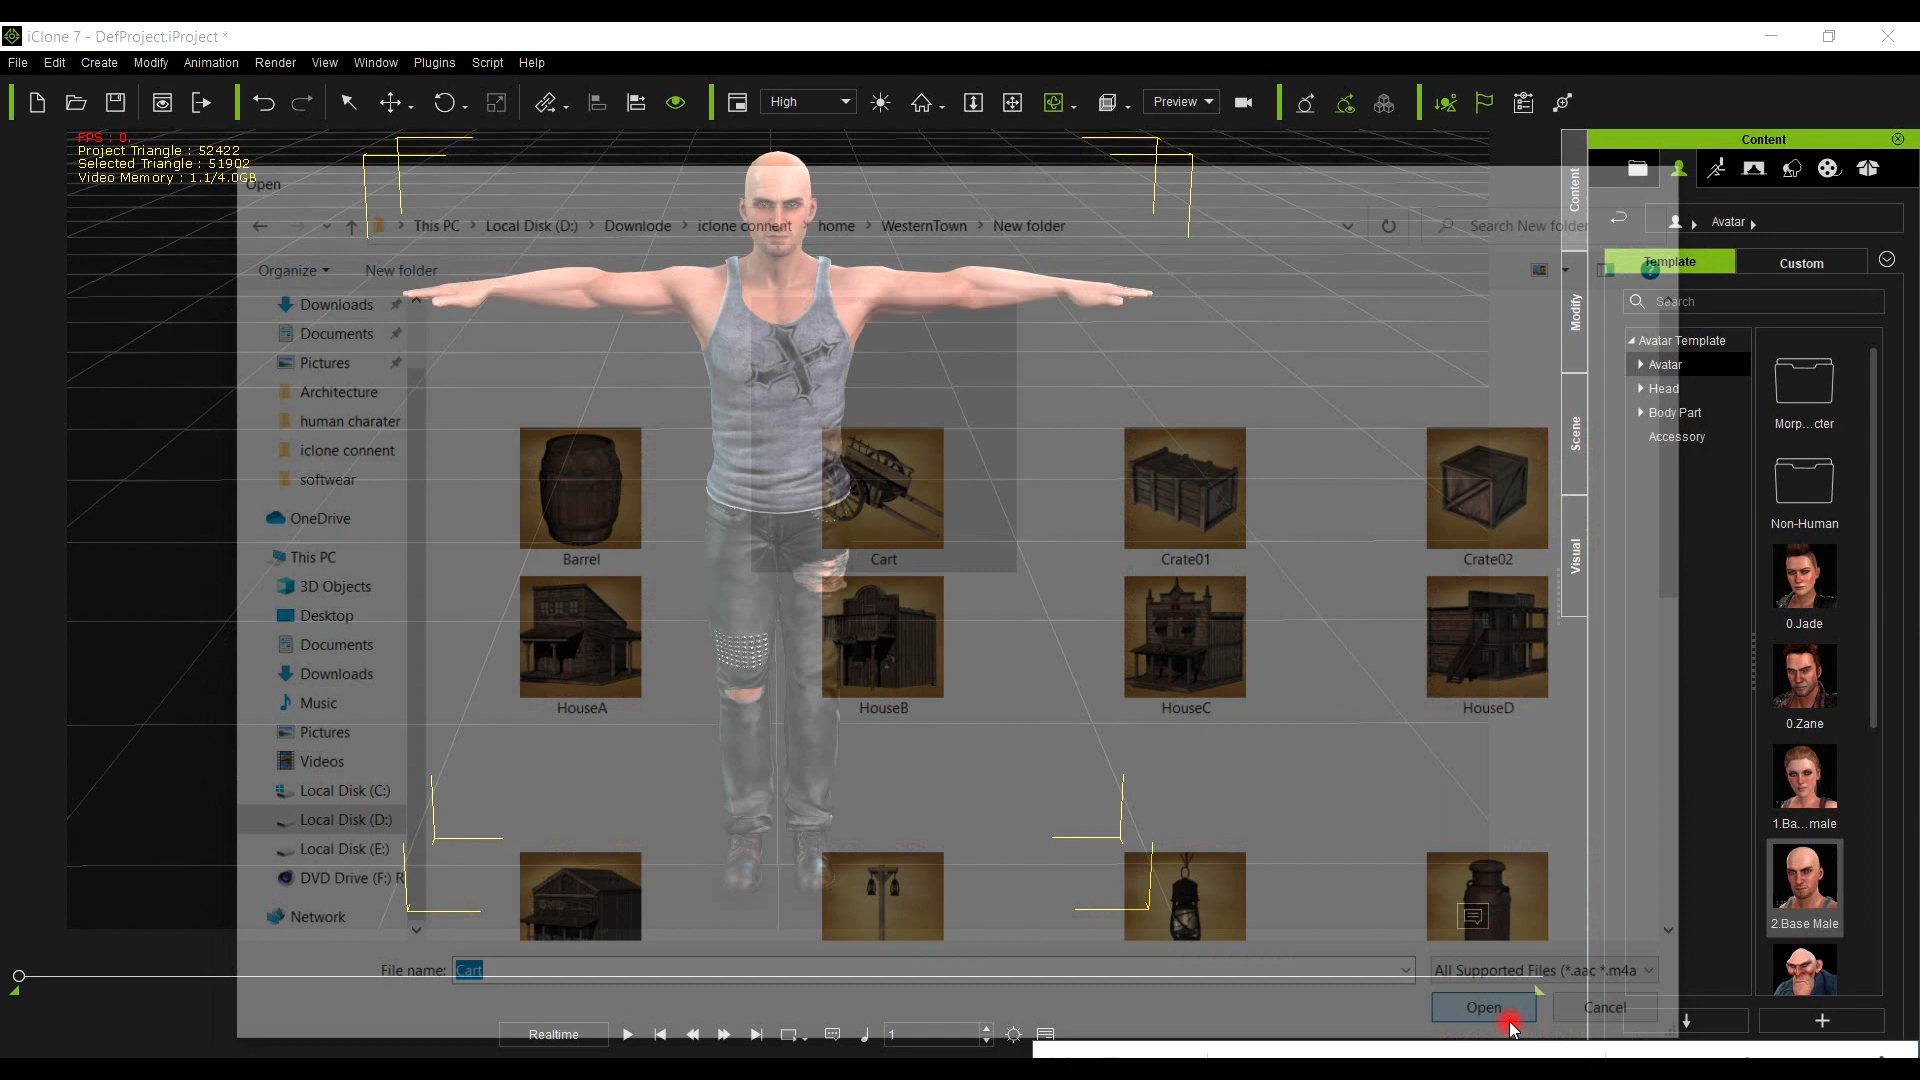 iClone 7 - DefProject.iProject *
File Edit Create Modify Animation Render View Window Plugins Script Help
High
Preview
FPS : 0.
Project Triangle : 52422
Selected Triangle : 51902
Video Memory : 1.1/4.0GB
Content
Open
This PC > Local Disk (D:) > Downlode > iclone connent > home > WesternTown > New folder
Search New folder
Avatar
Organize
New folder
Template
Custom
Search
Content
Modify
Scene
Visual
Downloads
Documents
Pictures
Architecture
human charater
iclone connent
softwear
OneDrive
This PC
3D Objects
Desktop
Documents
Downloads
Music
Pictures
Videos
Local Disk (C:)
Local Disk (D:)
Local Disk (E:)
DVD Drive (F:) R
Network
Barrel
Cart
Crate01
Crate02
HouseA
HouseB
HouseC
HouseD
Avatar Template
Avatar
Head
Body Part
Accessory
Morp...cter
Non-Human
0.Jade
0.Zane
1.Ba...male
2.Base Male
File name:
Cart
All Supported Files (*.aac *.m4a
Open
Cancel
Realtime
1